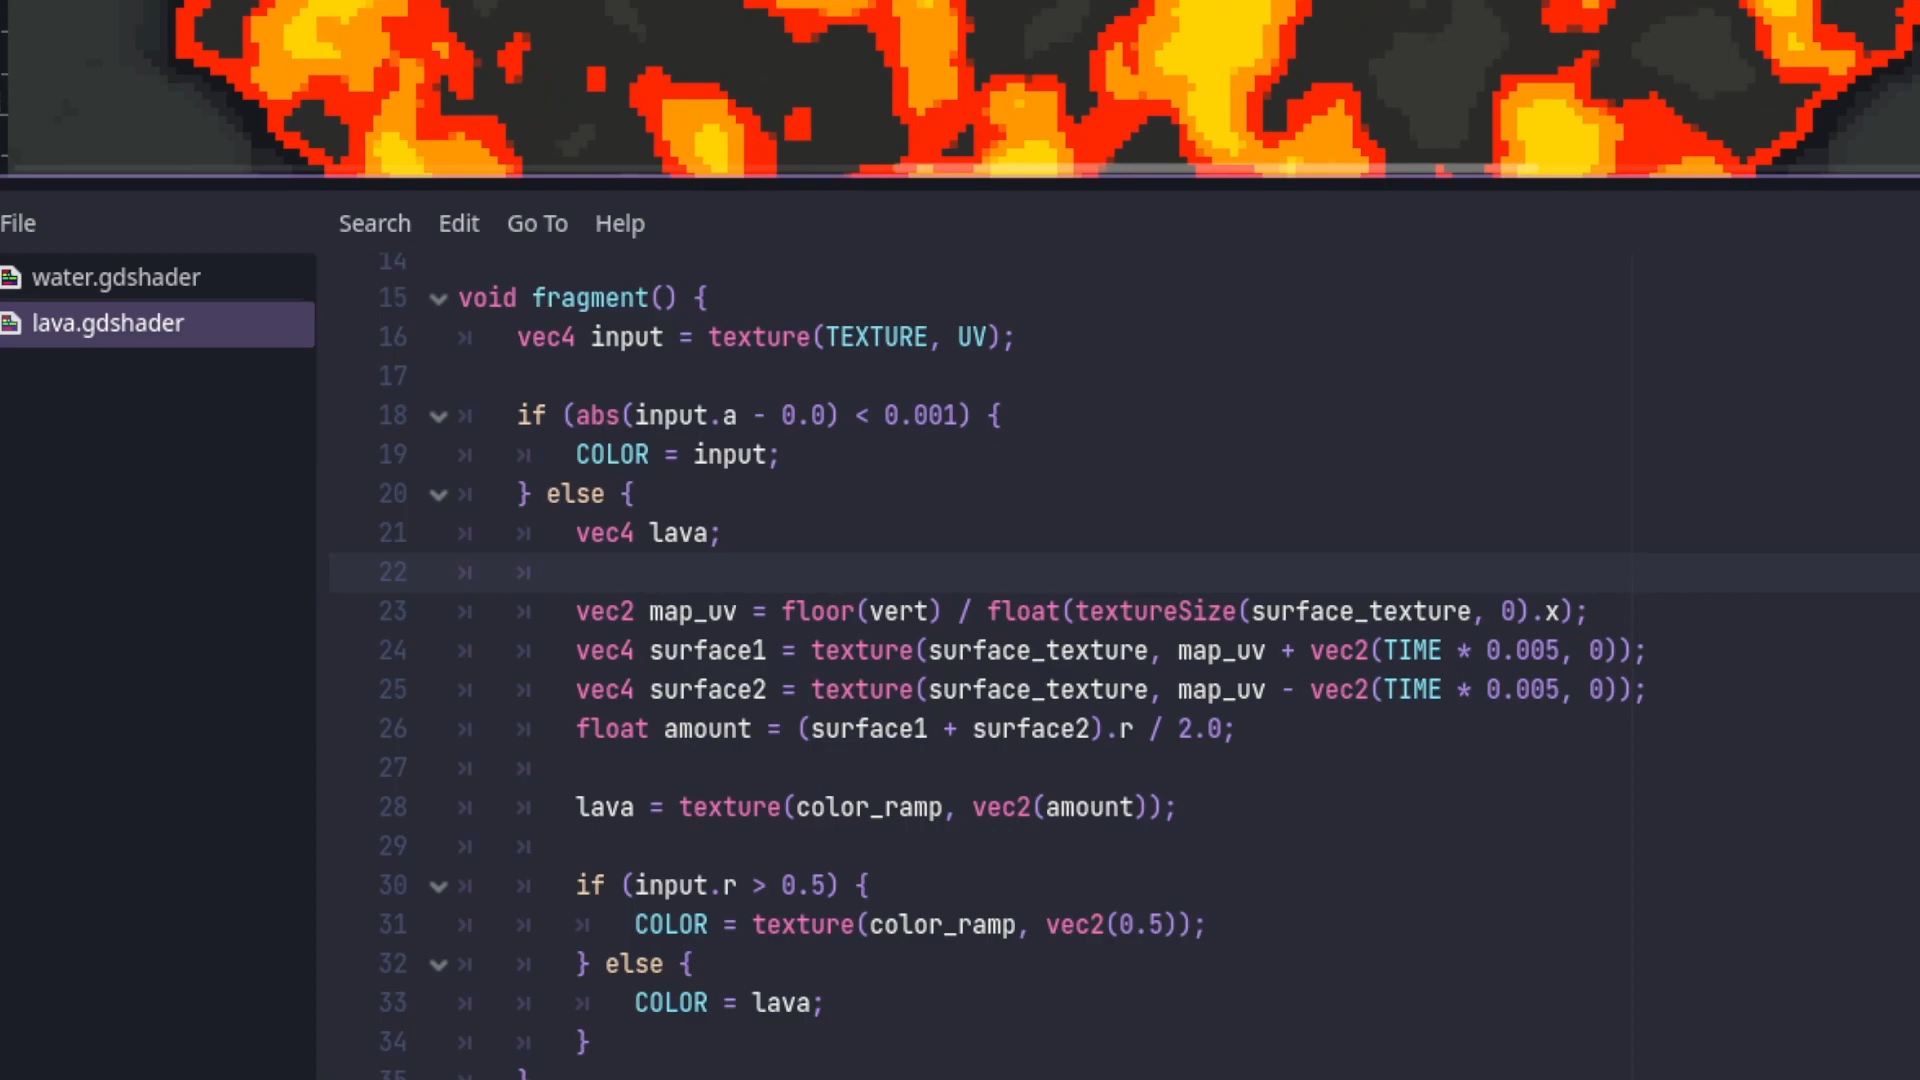 File Search Edit Go To Help
water.gdshader
lava.gdshader
14
15 void fragment() {
16 vec4 input = texture(TEXTURE, UV);
17
18 if (abs(input.a - 0.0) < 0.001) {
19 COLOR = input;
20 } else {
21 vec4 lava;
22
23 vec2 map_uv = floor(vert) / float(textureSize(surface_texture, 0).x);
24 vec4 surface1 = texture(surface_texture, map_uv + vec2(TIME * 0.005, 0));
25 vec4 surface2 = texture(surface_texture, map_uv - vec2(TIME * 0.005, 0));
26 float amount = (surface1 + surface2).r / 2.0;
27
28 lava = texture(color_ramp, vec2(amount));
29
30 if (input.r > 0.5) {
31 COLOR = texture(color_ramp, vec2(0.5));
32 } else {
33 COLOR = lava;
34 }
35 }